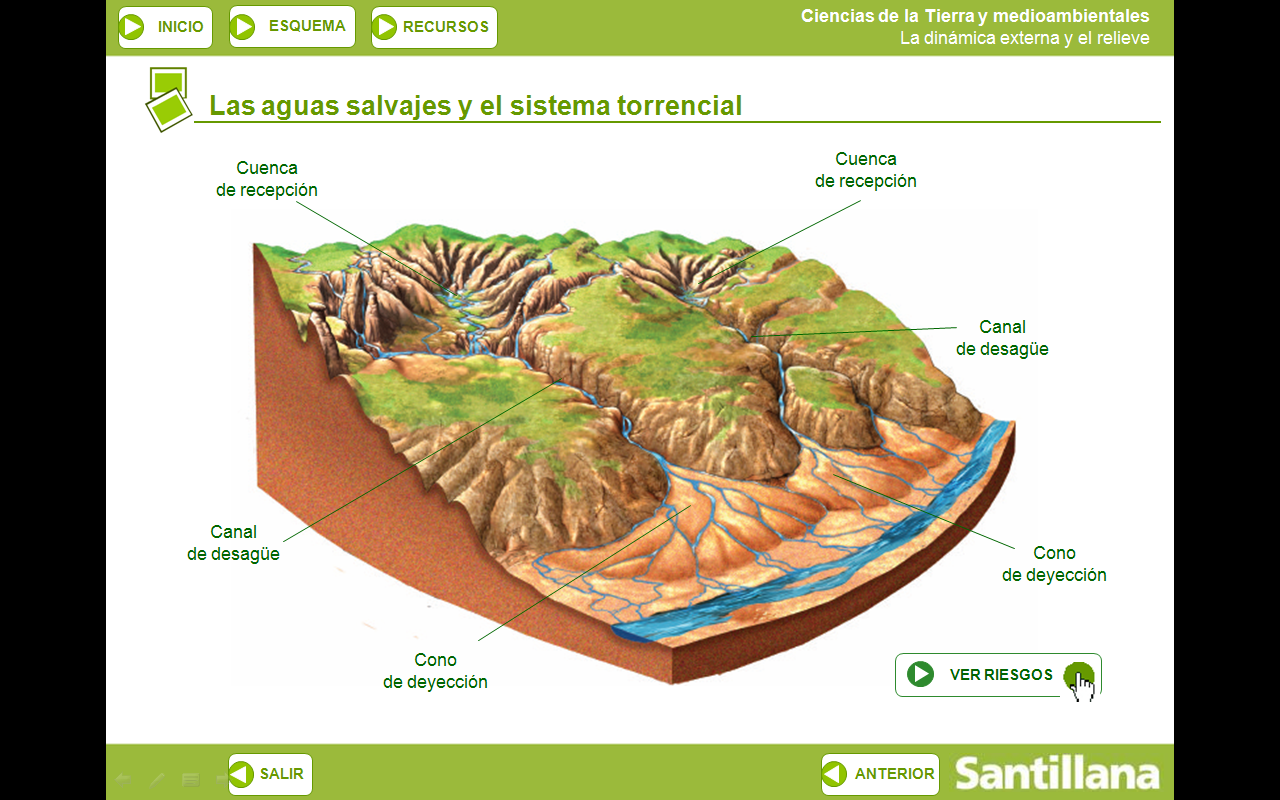 INICIO
ESQUEMA
RECURSOS
Ciencias de la Tierra y medioambientales
La dinámica externa y el relieve
Las aguas salvajes y el sistema torrencial
Cuenca
de recepción
Cuenca
de recepción
Canal
de desagüe
Canal
de desagüe
Cono
de deyección
Cono
de deyección
VER RIESGOS
SALIR
ANTERIOR
Santillana